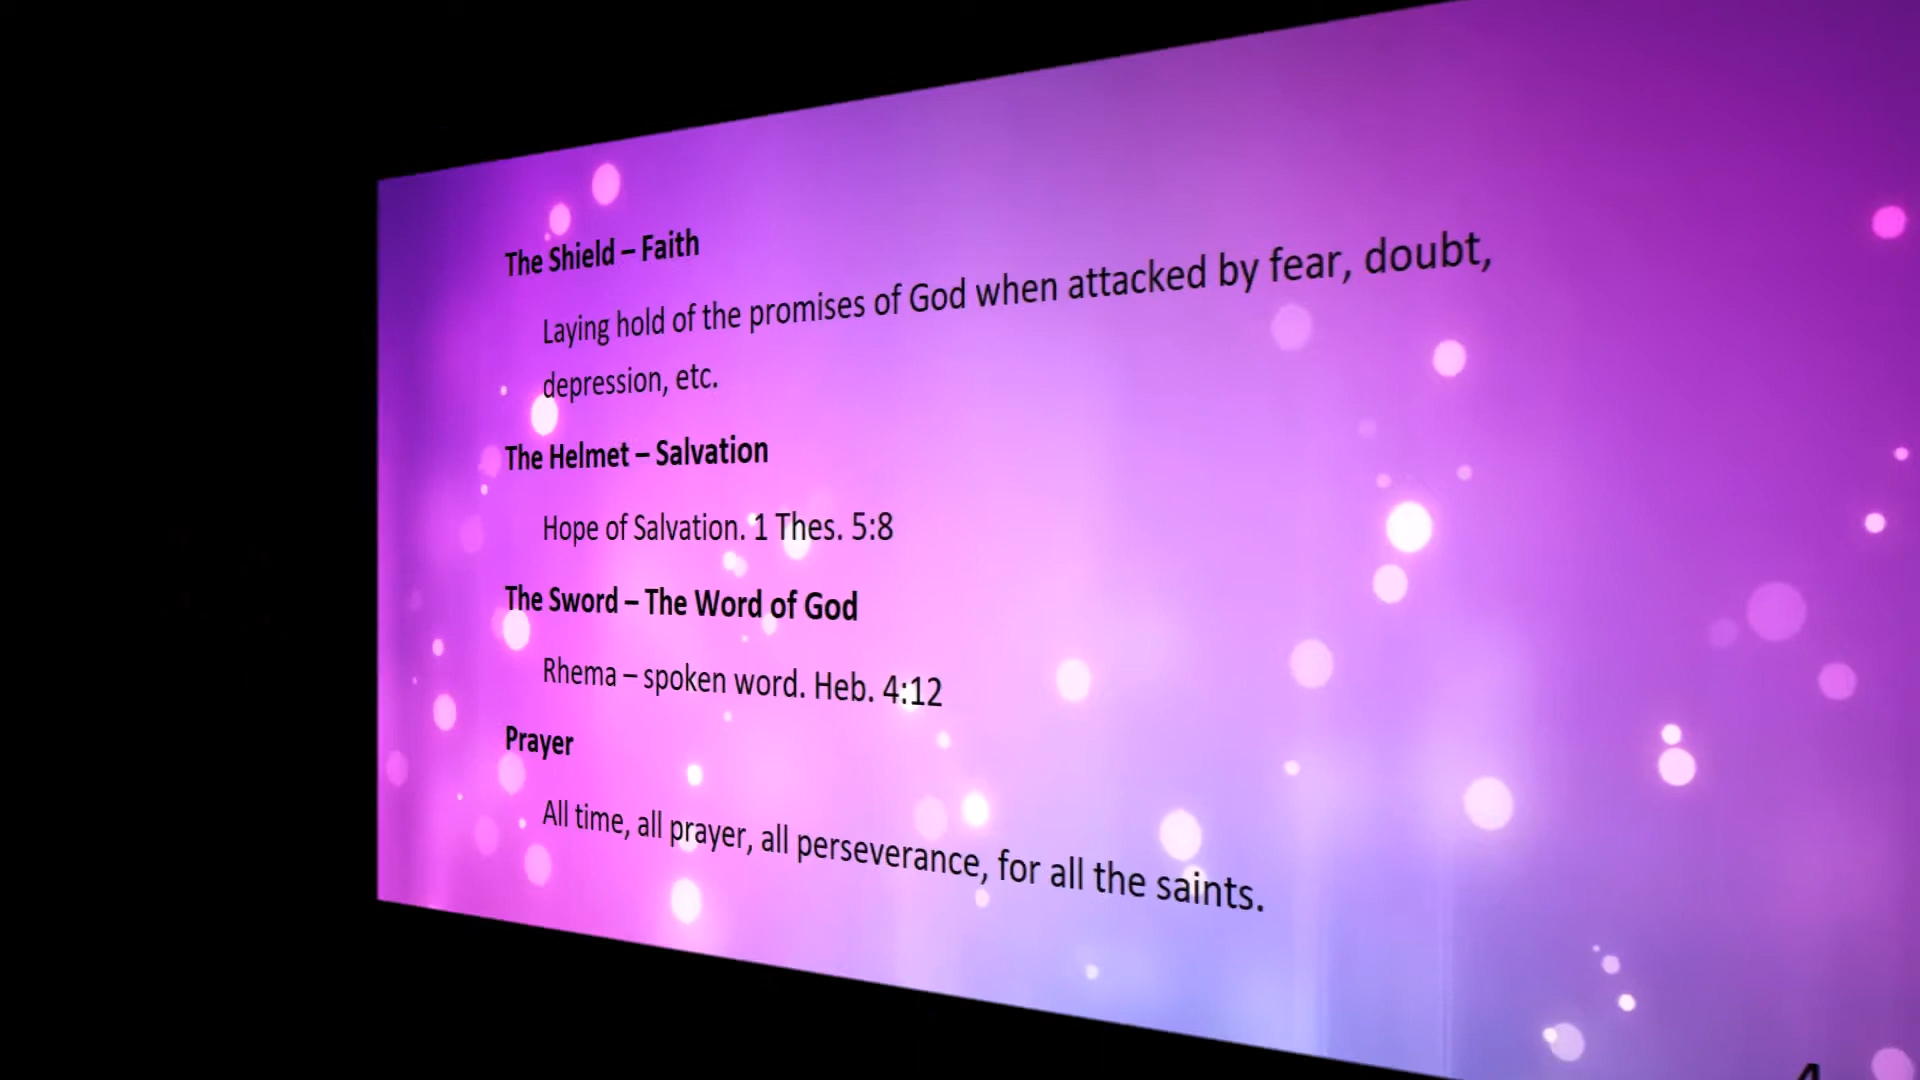 The Shield – Faith
Laying hold of the promises of God when attacked by fear, doubt,
depression, etc.
The Helmet – Salvation
Hope of Salvation. 1 Thes. 5:8
The Sword – The Word of God
Rhema – spoken word. Heb. 4:12
Prayer
All time, all prayer, all perseverance, for all the saints.